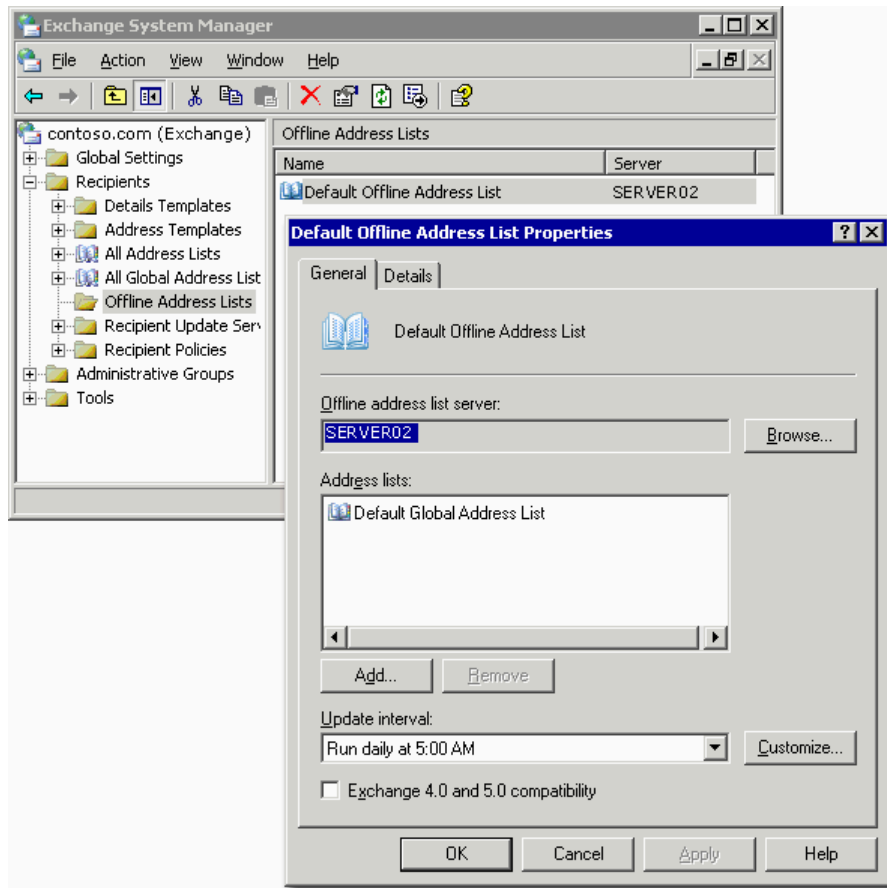 Exchange System Manager
File Action View Window Help
contoso.com (Exchange)
Global Settings
Recipients
Details Templates
Address Templates
All Address Lists
All Global Address List
Offline Address Lists
Recipient Update Serv
Recipient Policies
Administrative Groups
Tools
Offline Address Lists
Name Server
Default Offline Address List SERVER02
Default Offline Address List Properties
General Details
Default Offline Address List
Offline address list server:
SERVER02 Browse...
Address lists:
Default Global Address List
Add... Remove
Update interval:
Run daily at 5:00 AM Customize...
Exchange 4.0 and 5.0 compatibility
OK Cancel Apply Help